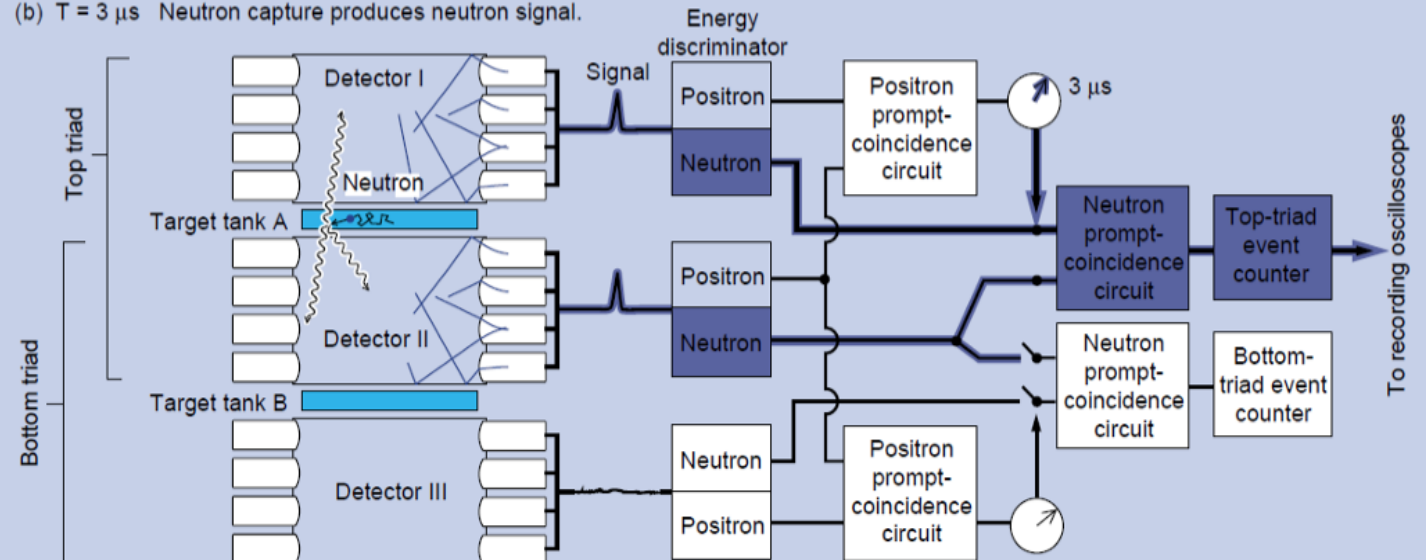 (b) T = 3 μs Neutron capture produces neutron signal.
Energy
discriminator
Top triad
Detector I
Signal
Positron
Positron
prompt-
coincidence
circuit
3 μs
Neutron
Neutron
Target tank A
Neutron
prompt-
coincidence
circuit
Top-triad
event
counter
To recording oscilloscopes
Bottom triad
Detector II
Positron
Neutron
Neutron
prompt-
coincidence
circuit
Bottom-
triad event
counter
Target tank B
Detector III
Neutron
Positron
Positron
prompt-
coincidence
circuit